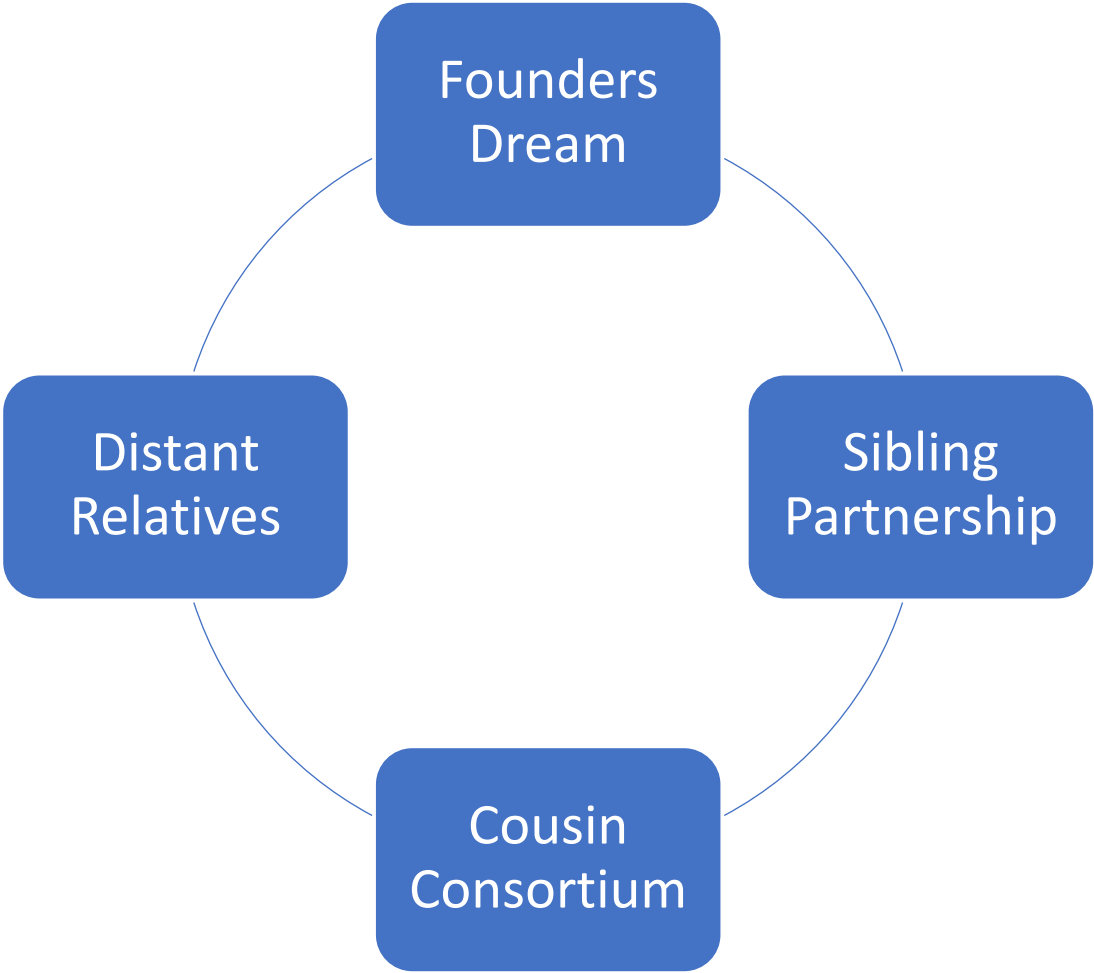 Founders
Dream
Sibling
Partnership
Cousin
Consortium
Distant
Relatives